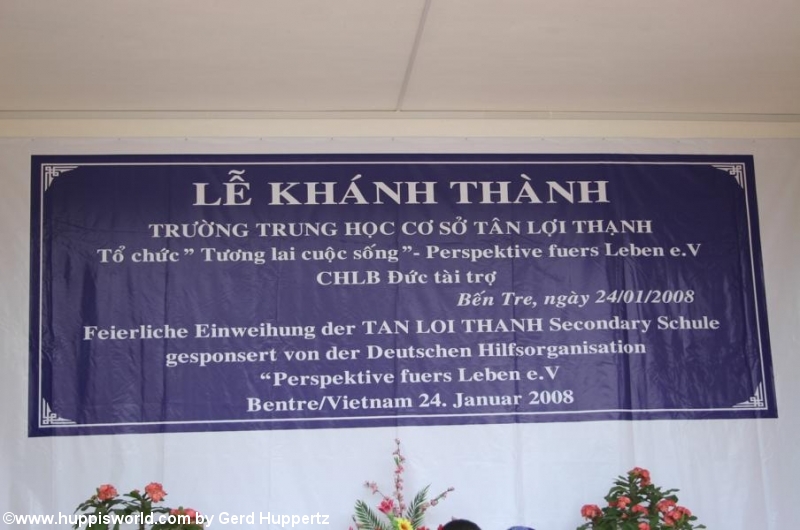 LỄ KHÁNH THÀNH
TRƯỜNG TRUNG HỌC CƠ SỞ TÂN LỢI THẠNH
Tổ chức ” Tương lai cuộc sống ”- Perspektive fuers Leben e.V
CHLB Đức tài trợ
Bến Tre, ngày 24/01/2008
Feierliche Einweihung der TAN LOI THANH Secondary Schule
gesponsert von der Deutschen Hilfsorganisation
“Perspektive fuers Leben e.V
Bentre/Vietnam 24. Januar 2008
© www.huppisworld.com by Gerd Huppertz